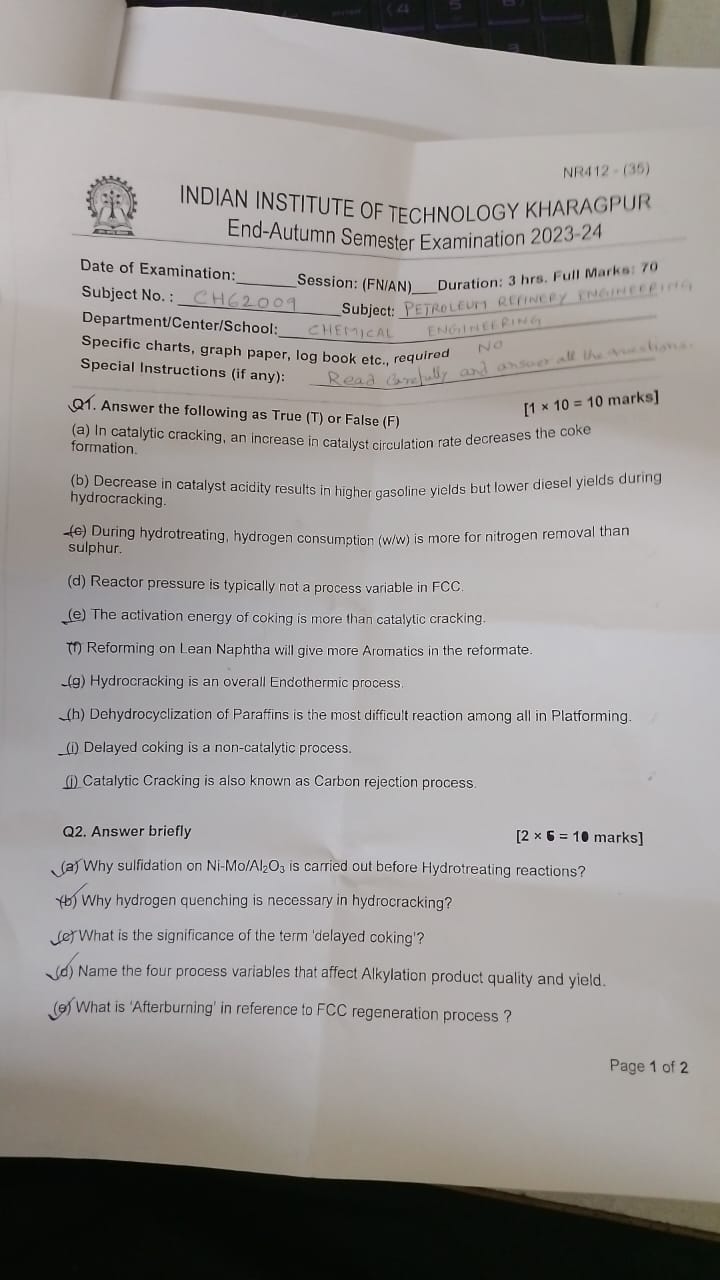 NR412 - (35)
INDIAN INSTITUTE OF TECHNOLOGY KHARAGPUR
End-Autumn Semester Examination 2023-24
Date of Examination:______ Session: (FN/AN)___ Duration: 3 hrs. Full Marks: 70
Subject No. : CH62009 Subject: PETROLEUM REFINERY ENGINEERING
Department/Center/School: CHEMICAL ENGINEERING
Specific charts, graph paper, log book etc., required NO
Special Instructions (if any): Read Carefully and answer all the questions.
Q1. Answer the following as True (T) or False (F) [1 × 10 = 10 marks]
(a) In catalytic cracking, an increase in catalyst circulation rate decreases the coke
formation.
(b) Decrease in catalyst acidity results in higher gasoline yields but lower diesel yields during
hydrocracking.
(c) During hydrotreating, hydrogen consumption (w/w) is more for nitrogen removal than
sulphur.
(d) Reactor pressure is typically not a process variable in FCC.
(e) The activation energy of coking is more than catalytic cracking.
(f) Reforming on Lean Naphtha will give more Aromatics in the reformate.
(g) Hydrocracking is an overall Endothermic process.
(h) Dehydrocyclization of Paraffins is the most difficult reaction among all in Platforming.
(i) Delayed coking is a non-catalytic process.
(j) Catalytic Cracking is also known as Carbon rejection process.
Q2. Answer briefly [2 × 5 = 10 marks]
(a) Why sulfidation on Ni-Mo/Al₂O₃ is carried out before Hydrotreating reactions?
(b) Why hydrogen quenching is necessary in hydrocracking?
(c) What is the significance of the term 'delayed coking'?
(d) Name the four process variables that affect Alkylation product quality and yield.
(e) What is 'Afterburning' in reference to FCC regeneration process ?
Page 1 of 2